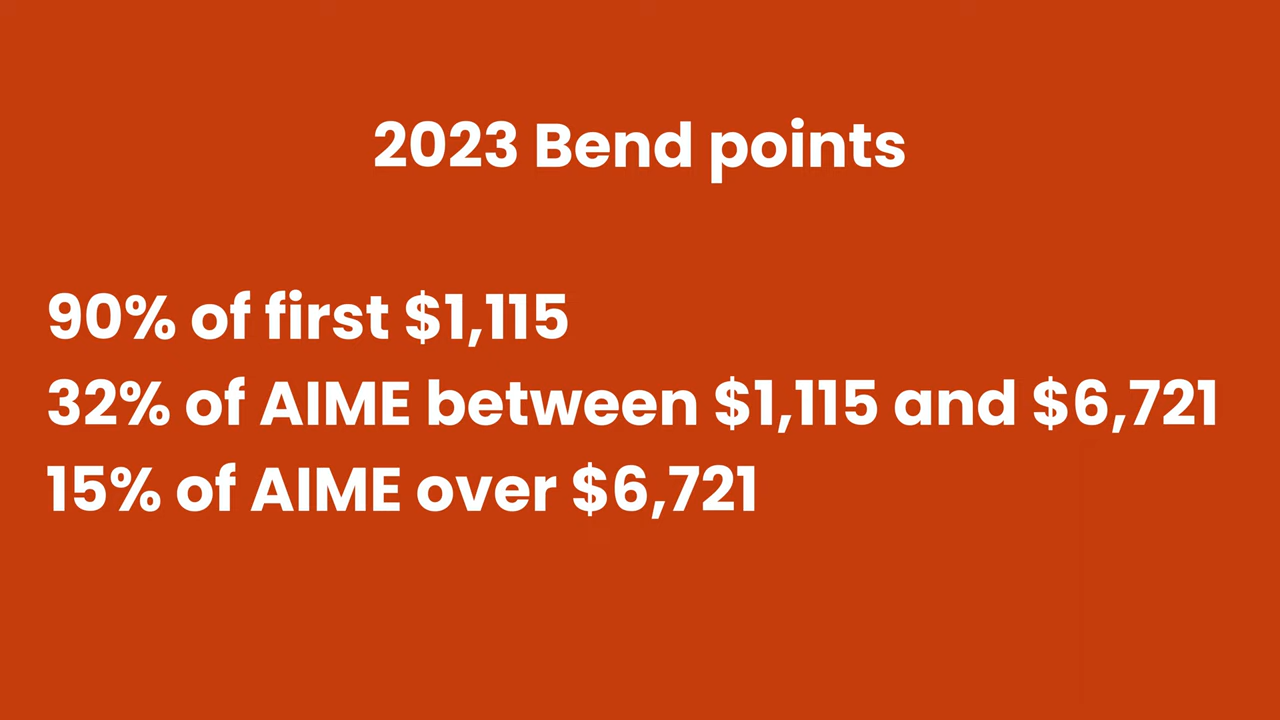 2023 Bend points
90% of first $1,115
32% of AIME between $1,115 and $6,721
15% of AIME over $6,721